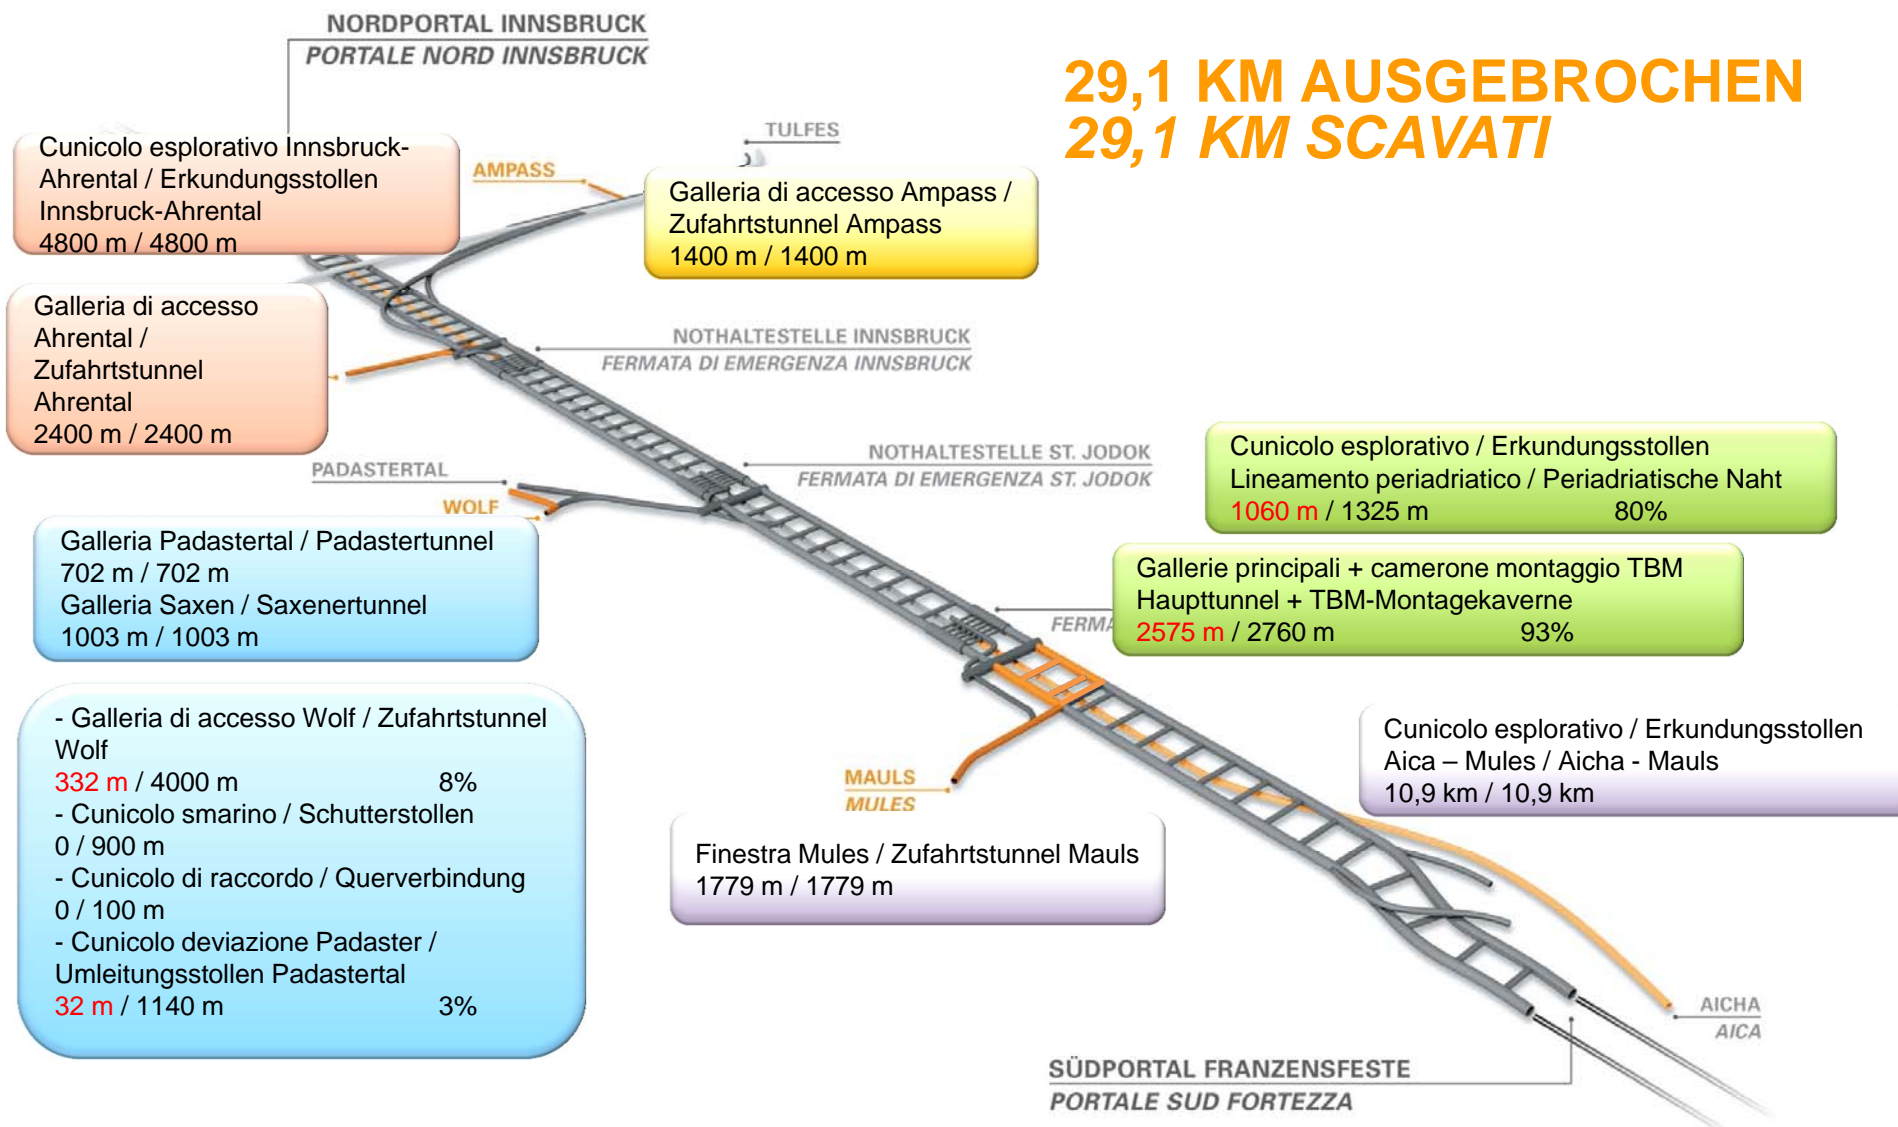 NORDPORTAL INNSBRUCK
PORTALE NORD INNSBRUCK
29,1 KM AUSGEBROCHEN
29,1 KM SCAVATI
TULFES
AMPASS
Cunicolo esplorativo Innsbruck-
Ahrental / Erkundungsstollen
Innsbruck-Ahrental
4800 m / 4800 m
Galleria di accesso Ampass /
Zufahrtstunnel Ampass
1400 m / 1400 m
Galleria di accesso
Ahrental /
Zufahrtstunnel
Ahrental
2400 m / 2400 m
NOTHALTESTELLE INNSBRUCK
FERMATA DI EMERGENZA INNSBRUCK
NOTHALTESTELLE ST. JODOK
FERMATA DI EMERGENZA ST. JODOK
PADASTERTAL
WOLF
Cunicolo esplorativo / Erkundungsstollen
Lineamento periadriatico / Periadriatische Naht
1060 m / 1325 m 80%
Galleria Padastertal / Padastertunnel
702 m / 702 m
Galleria Saxen / Saxenertunnel
1003 m / 1003 m
Gallerie principali + camerone montaggio TBM
Haupttunnel + TBM-Montagekaverne
2575 m / 2760 m 93%
FERMA
- Galleria di accesso Wolf / Zufahrtstunnel
Wolf
332 m / 4000 m 8%
- Cunicolo smarino / Schutterstollen
0 / 900 m
- Cunicolo di raccordo / Querverbindung
0 / 100 m
- Cunicolo deviazione Padaster /
Umleitungsstollen Padastertal
32 m / 1140 m 3%
MAULS
MULES
Cunicolo esplorativo / Erkundungsstollen
Aica – Mules / Aicha - Mauls
10,9 km / 10,9 km
Finestra Mules / Zufahrtstunnel Mauls
1779 m / 1779 m
AICHA
AICA
SÜDPORTAL FRANZENSFESTE
PORTALE SUD FORTEZZA